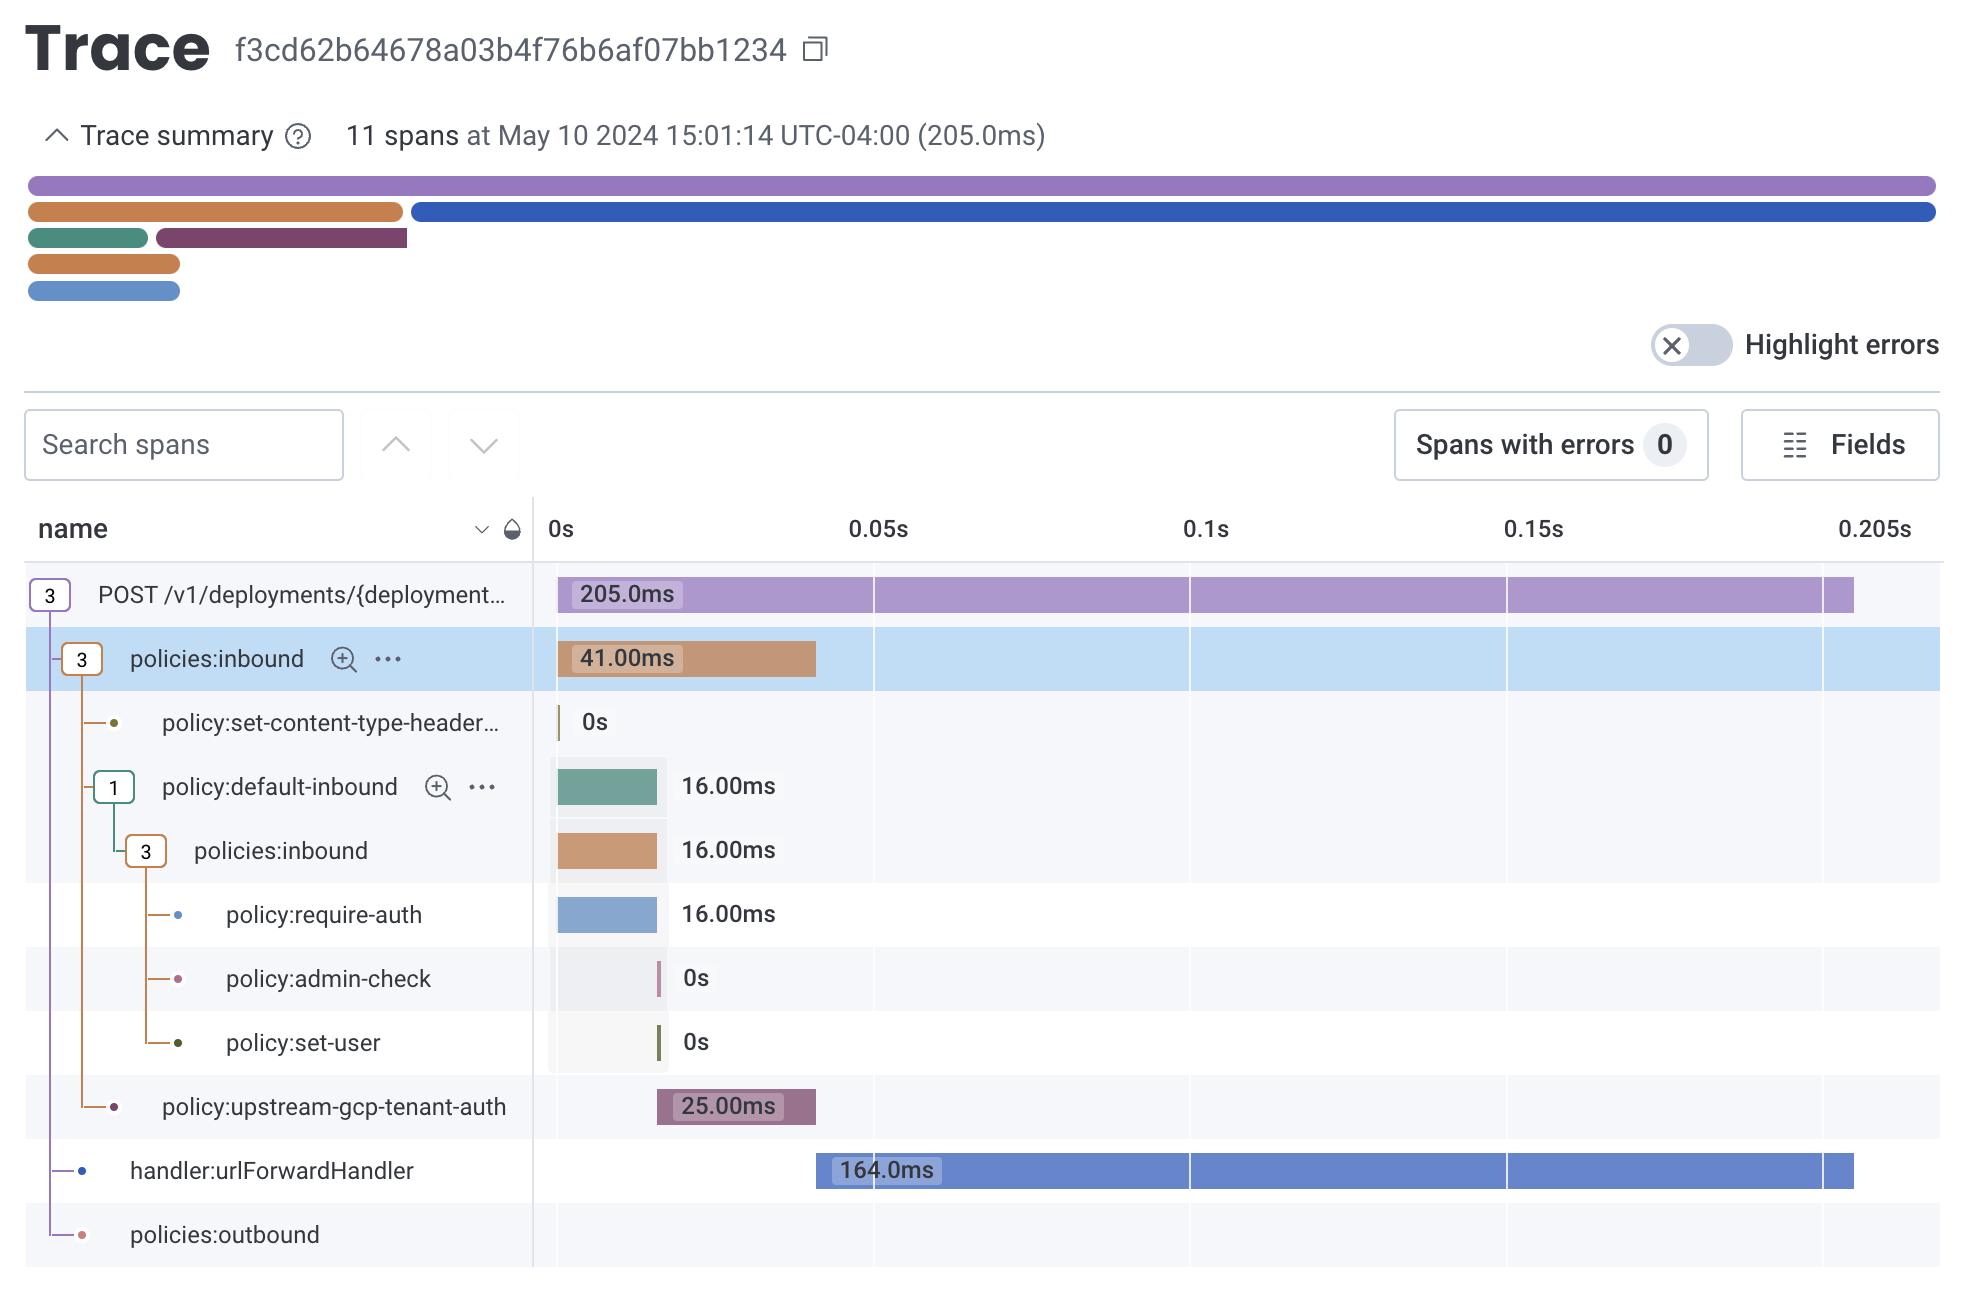 Trace f3cd62b64678a03b4f76b6af07bb1234
Trace summary ? 11 spans at May 10 2024 15:01:14 UTC-04:00 (205.0ms)
Highlight errors
Search spans Spans with errors 0 Fields
name 0s 0.05s 0.1s 0.15s 0.205s
3 POST /v1/deployments/{deployment... 205.0ms
3 policies:inbound ... 41.00ms
policy:set-content-type-header... 0s
1 policy:default-inbound ... 16.00ms
3 policies:inbound 16.00ms
policy:require-auth 16.00ms
policy:admin-check 0s
policy:set-user 0s
policy:upstream-gcp-tenant-auth 25.00ms
handler:urlForwardHandler 164.0ms
policies:outbound